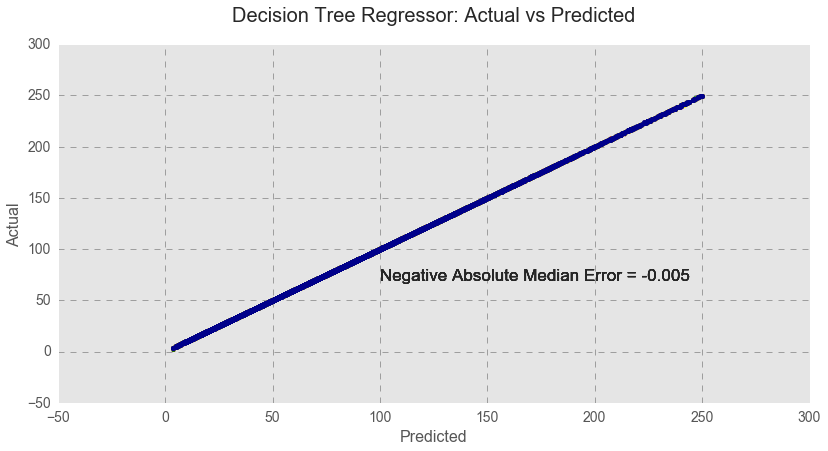 Decision Tree Regressor: Actual vs Predicted
300
250
200
150
100
50
0
−50
Actual
Negative Absolute Median Error = -0.005
−50 0 50 100 150 200 250 300
Predicted